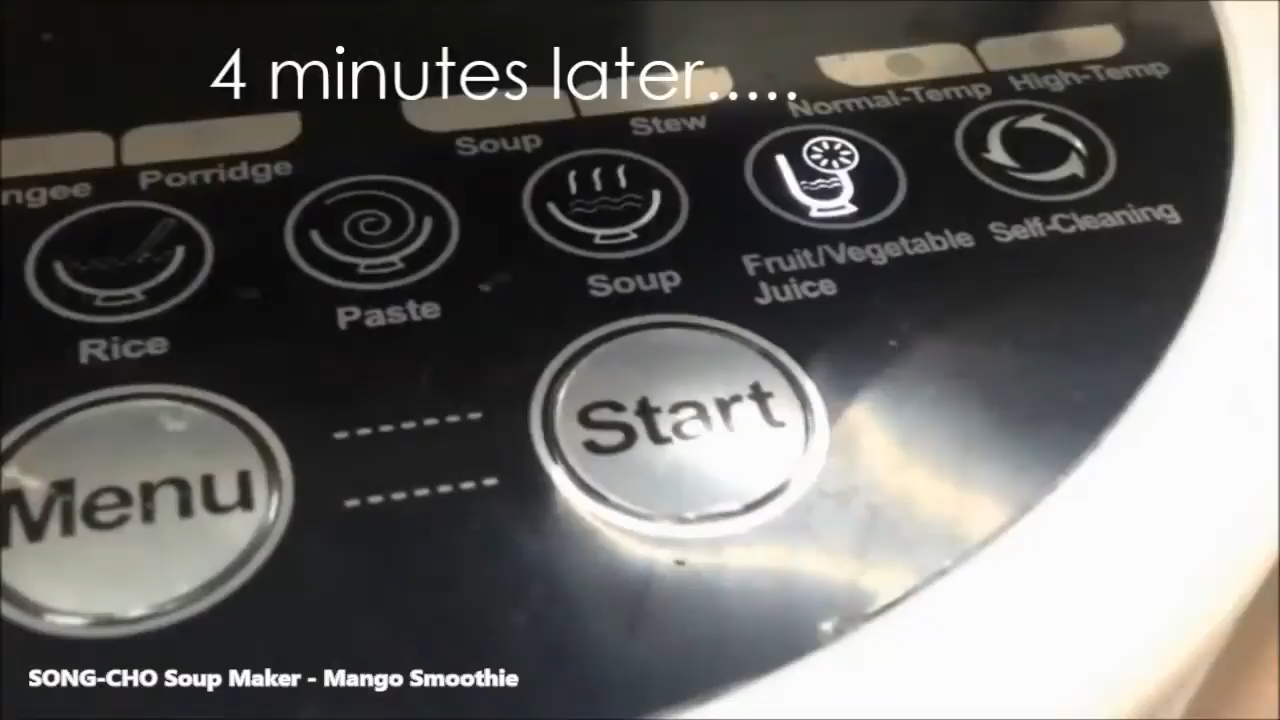 4 minutes later.....
Normal-Temp High-Temp
Soup Stew
Porridge
ngee
Self-Cleaning
Fruit/Vegetable
Juice
Soup
Paste
Rice
Start
Menu
SONG-CHO Soup Maker - Mango Smoothie